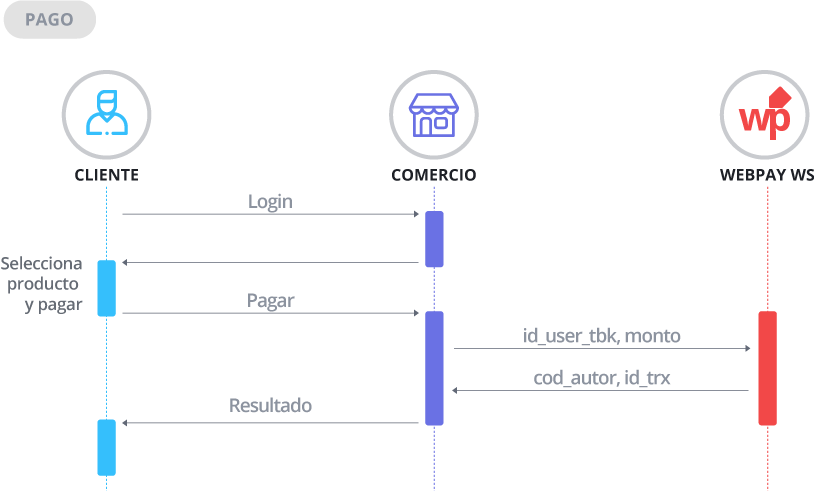 PAGO
wp
CLIENTE
COMERCIO
WEBPAY WS
Login
Selecciona
producto
y pagar
Pagar
id_user_tbk, monto
cod_autor, id_trx
Resultado